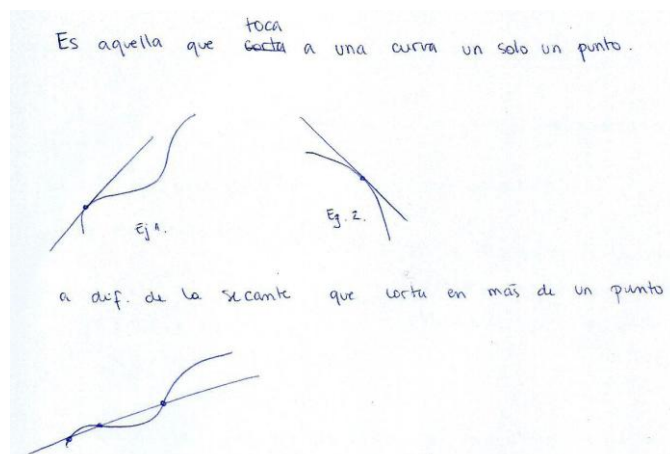 Es aquella que corta toca a una curva un solo un punto.
Ej 1.
Eg. 2.
a dif. de la secante que corta en más de un punto